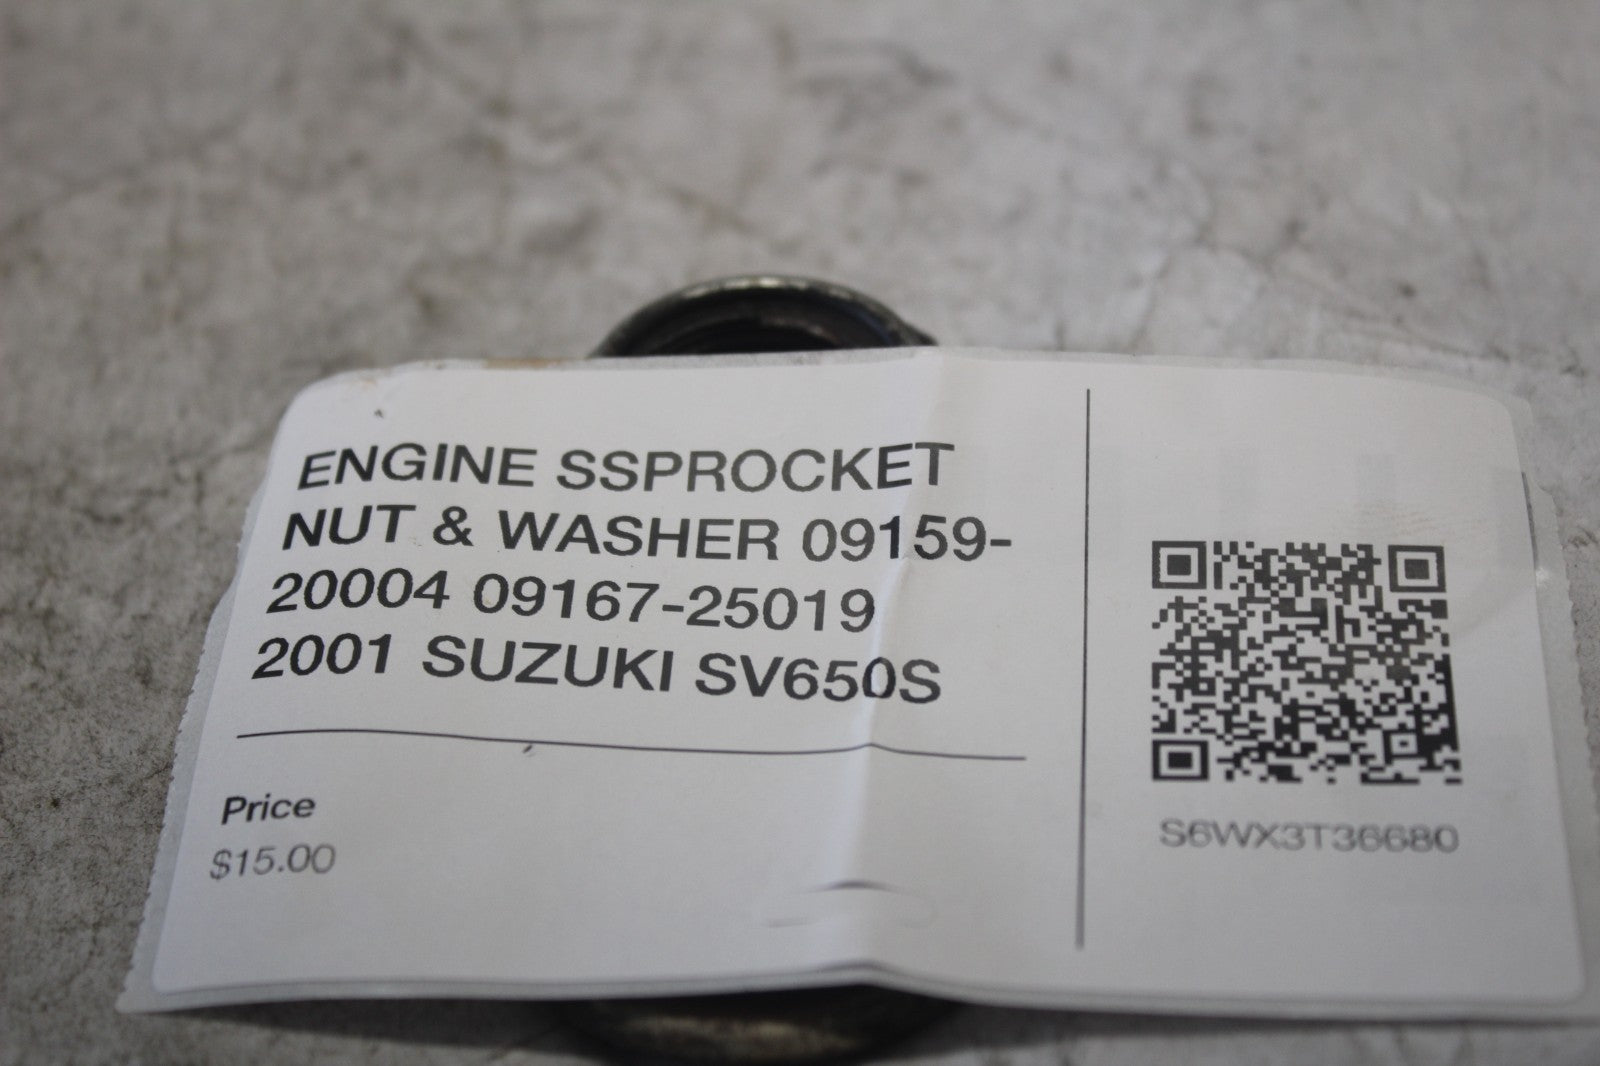 ENGINE SSPROCKET
NUT & WASHER 09159-
20004 09167-25019
2001 SUZUKI SV650S
Price
$15.00
S6WX3T36680